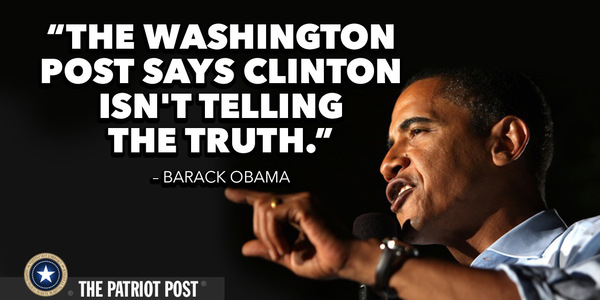 “THE WASHINGTON
POST SAYS CLINTON
ISN'T TELLING
THE TRUTH.”
– BARACK OBAMA
THE PATRIOT POST